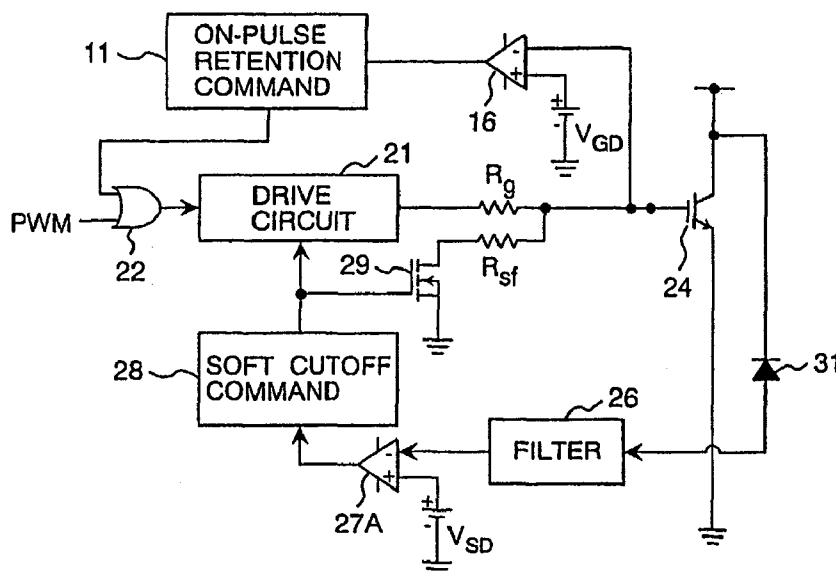 ON-PULSE
RETENTION
COMMAND
11
16
+
-
+
-
V_GD
21
DRIVE
CIRCUIT
R_g
PWM
22
29
R_sf
24
28
SOFT CUTOFF
COMMAND
26
FILTER
31
-
+
27A
+
-
V_SD